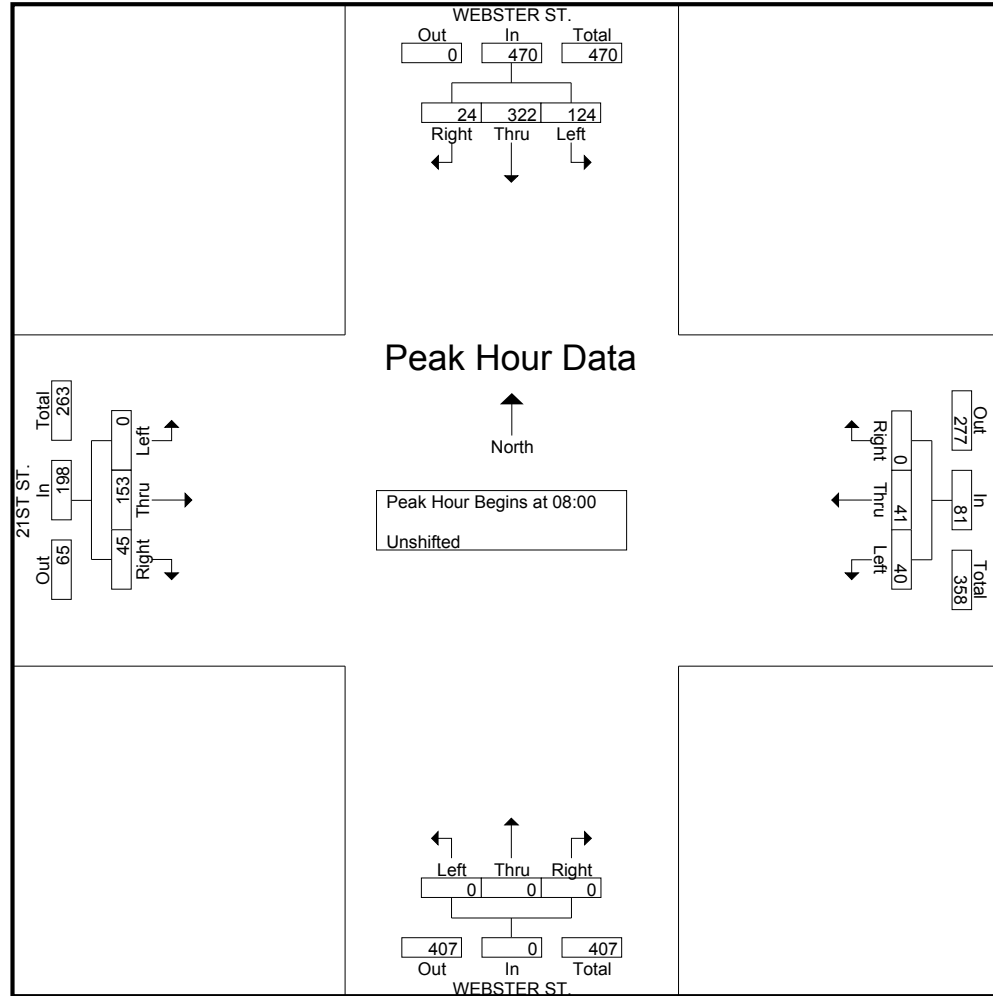 WEBSTER ST.
Out In Total
0 470 470
24 322 124
Right Thru Left
Peak Hour Data
North
Peak Hour Begins at 08:00
Unshifted
21ST ST.
Total In Out
263 198 65
0 153 45
Left Thru Right
Out In Total
277 81 358
0 41 40
Right Thru Left
Left Thru Right
0 0 0
407 0 407
Out In Total
WEBSTER ST.